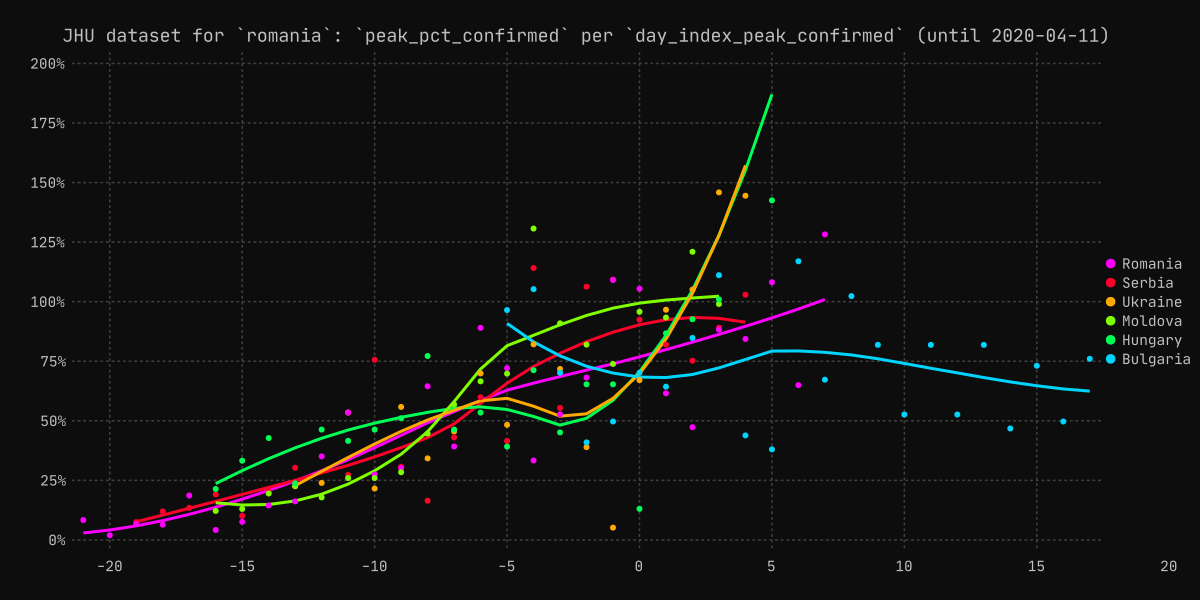 JHU dataset for `romania`: `peak_pct_confirmed` per `day_index_peak_confirmed` (until 2020-04-11)
200%
175%
150%
125%
100%
75%
50%
25%
0%
-20 -15 -10 -5 0 5 10 15 20
Romania
Serbia
Ukraine
Moldova
Hungary
Bulgaria